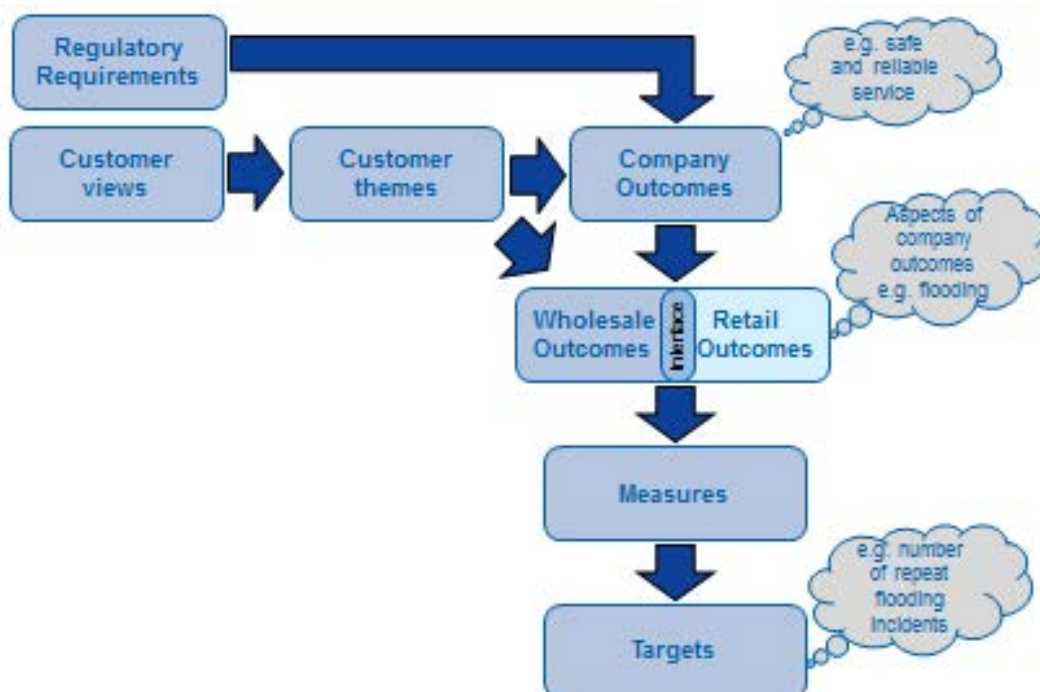 Regulatory
Requirements
e.g. safe
and reliable
service
Customer
views
Customer
themes
Company
Outcomes
Aspects of
company
outcomes
e.g. flooding
Wholesale
Outcomes
Interface
Retail
Outcomes
Measures
e.g. number
of repeat
flooding
incidents
Targets